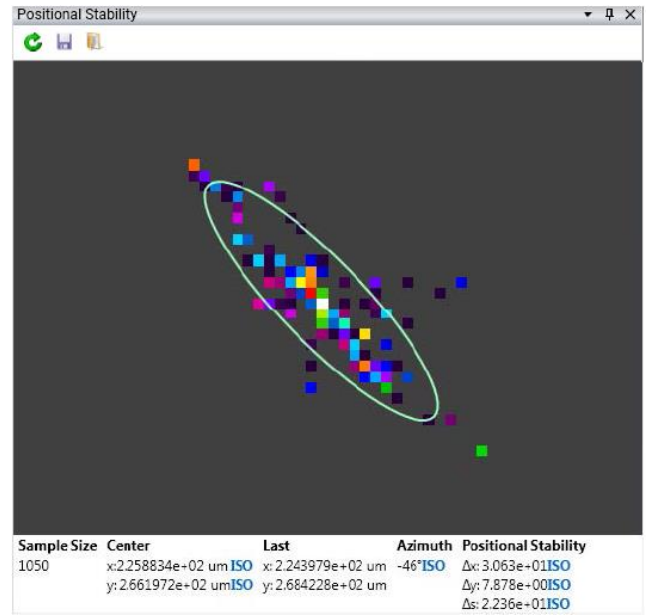 Positional Stability
Sample Size Center Last Azimuth Positional Stability
1050 x:2.258834e+02 um ISO x: 2.243979e+02 um -46°ISO Δx: 3.063e+01ISO
y: 2.661972e+02 umISO y: 2.684228e+02 um Δy: 7.878e+00ISO
Δs: 2.236e+01ISO